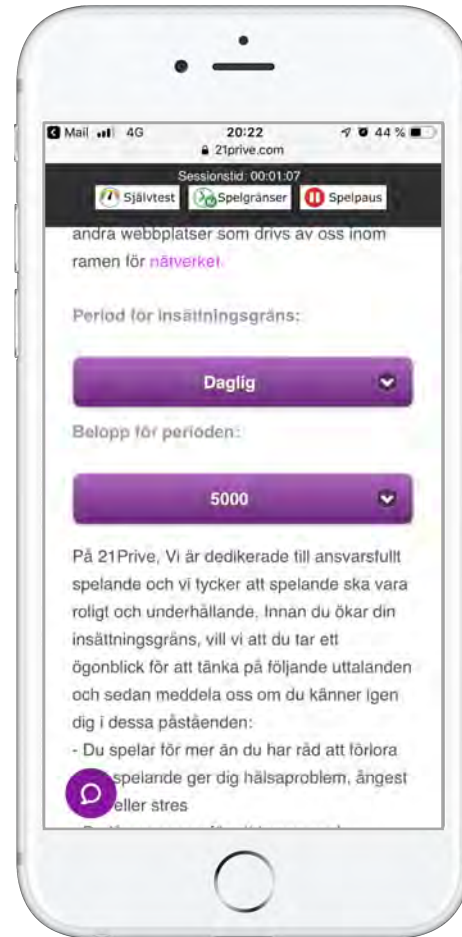 Mail 4G 20:22 44 %
21prive.com
Sessionstid: 00:01:07
Självtest Spelgränser Spelpaus
andra webbplatser som drivs av oss inom
ramen för nätverket.
Period för insättningsgräns:
Daglig
Belopp för perioden:
5000
På 21Prive, Vi är dedikerade till ansvarsfullt
spelande och vi tycker att spelande ska vara
roligt och underhållande. Innan du ökar din
insättningsgräns, vill vi att du tar ett
ögonblick för att tänka på följande uttalanden
och sedan meddela oss om du känner igen
dig i dessa påståenden:
- Du spelar för mer än du har råd att förlora
spelande ger dig hälsaproblem, ångest
eller stres